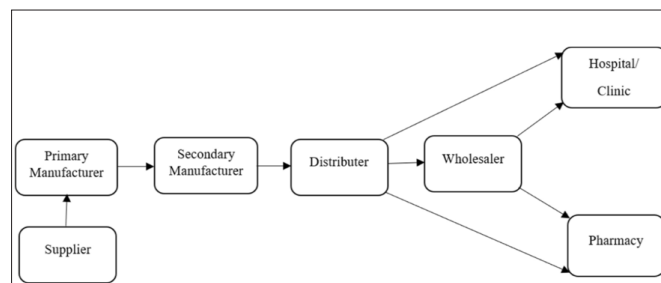 Hospital/
Clinic
Primary
Manufacturer
Secondary
Manufacturer
Distributer
Wholesaler
Supplier
Pharmacy